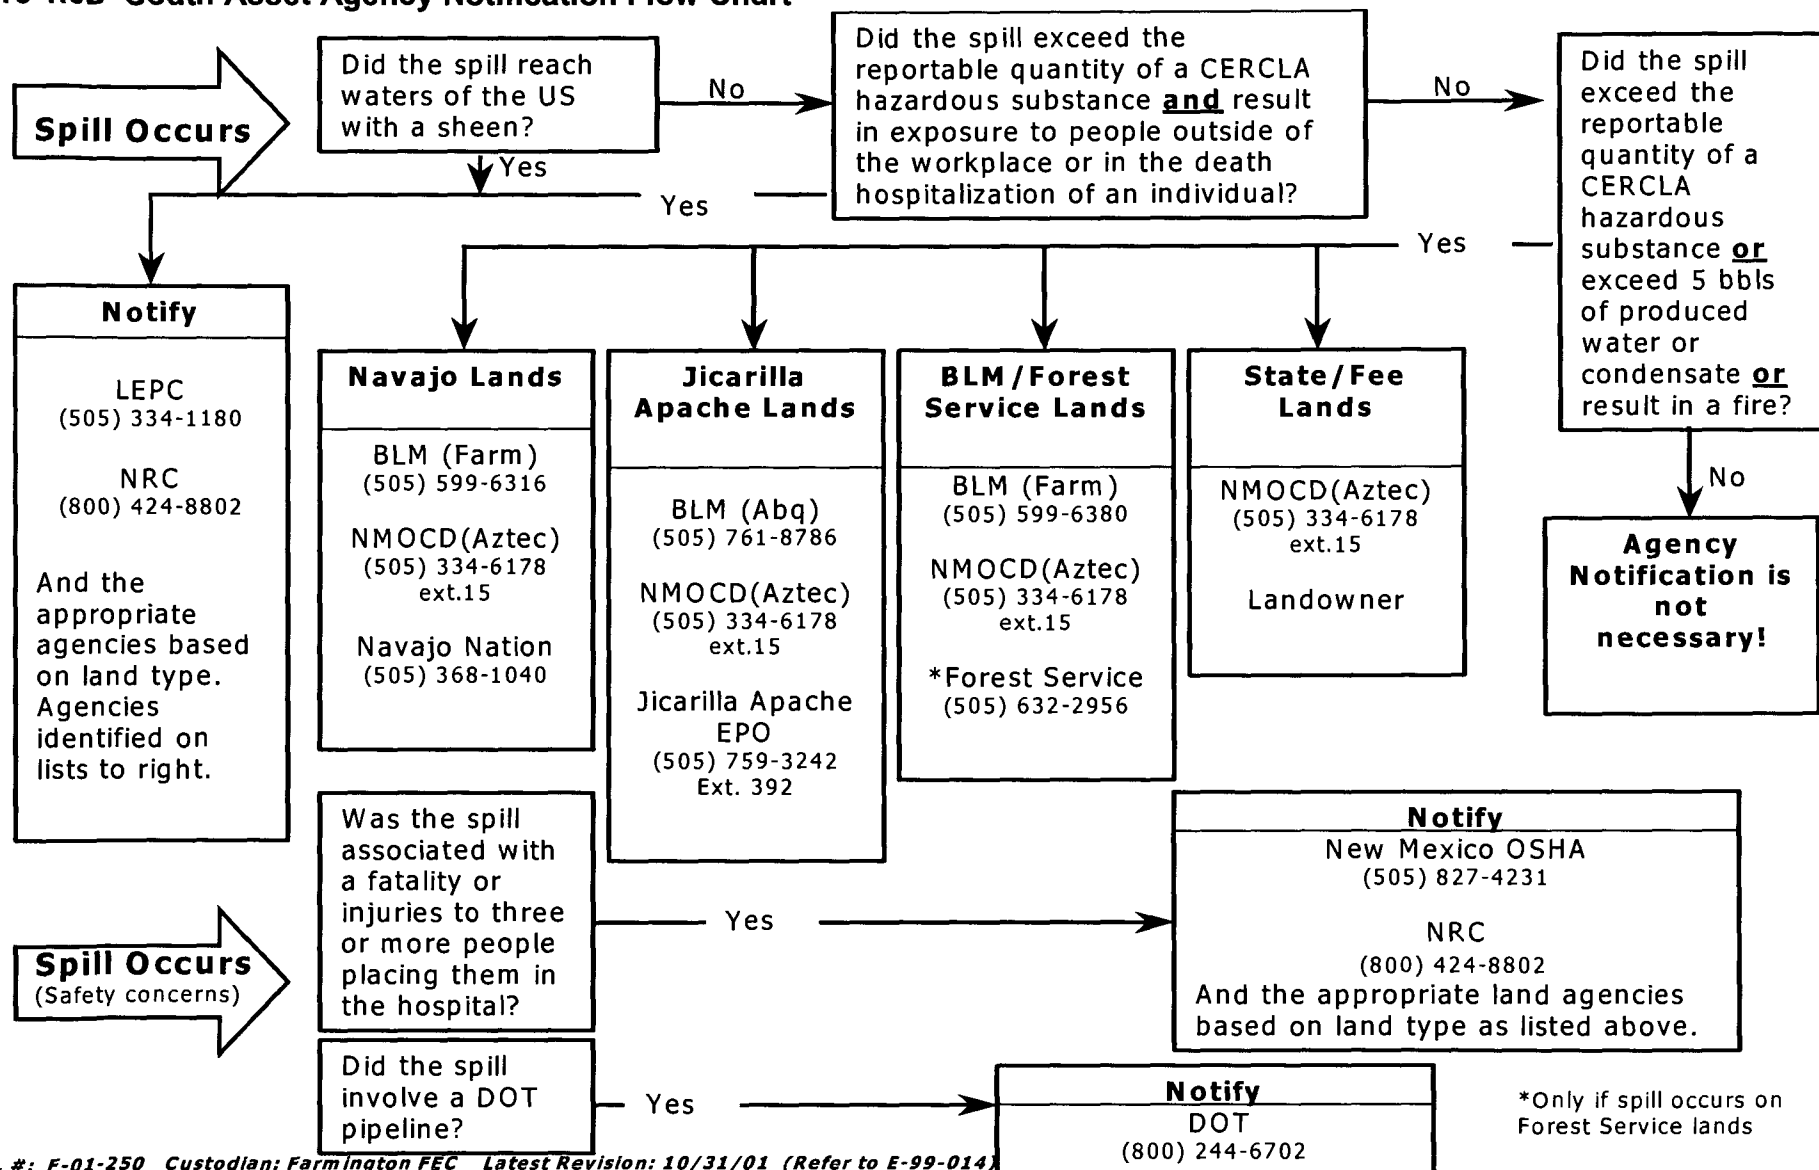 South Asset Agency Notification Flow Chart
Spill Occurs
Did the spill reach
waters of the US
with a sheen?
No
Yes
Did the spill exceed the
reportable quantity of a CERCLA
hazardous substance and result
in exposure to people outside of
the workplace or in the death
hospitalization of an individual?
No
Yes
Did the spill
exceed the
reportable
quantity of a
CERCLA
hazardous
substance or
exceed 5 bbls
of produced
water or
condensate or
result in a fire?
Yes
No
Agency
Notification is
not
necessary!
Notify
LEPC
(505) 334-1180
NRC
(800) 424-8802
And the
appropriate
agencies based
on land type.
Agencies
identified on
lists to right.
Navajo Lands
BLM (Farm)
(505) 599-6316
NMOCD(Aztec)
(505) 334-6178
ext.15
Navajo Nation
(505) 368-1040
Jicarilla
Apache Lands
BLM (Abq)
(505) 761-8786
NMOCD(Aztec)
(505) 334-6178
ext.15
Jicarilla Apache
EPO
(505) 759-3242
Ext. 392
BLM/Forest
Service Lands
BLM (Farm)
(505) 599-6380
NMOCD(Aztec)
(505) 334-6178
ext.15
*Forest Service
(505) 632-2956
State/Fee
Lands
NMOCD(Aztec)
(505) 334-6178
ext.15
Landowner
Spill Occurs
(Safety concerns)
Was the spill
associated with
a fatality or
injuries to three
or more people
placing them in
the hospital?
Yes
Notify
New Mexico OSHA
(505) 827-4231
NRC
(800) 424-8802
And the appropriate land agencies
based on land type as listed above.
Did the spill
involve a DOT
pipeline?
Yes
Notify
DOT
(800) 244-6702
*Only if spill occurs on
Forest Service lands
#: F-01-250 Custodian: Farmington FEC Latest Revision: 10/31/01 (Refer to E-99-014)